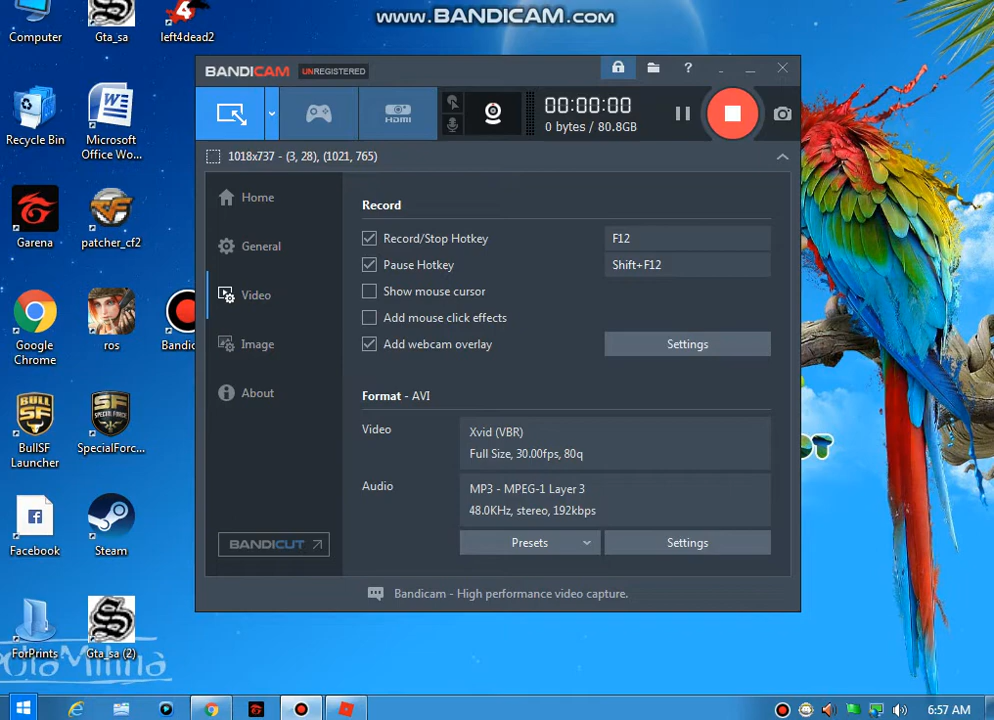 www.BANDICAM.com
Computer
Gta_sa
left4dead2
Recycle Bin
Microsoft
Office Wo...
Garena
patcher_cf2
Google
Chrome
ros
Bandic
BullSF
Launcher
SpecialForc...
Facebook
Steam
ForPrints
Gta_sa (2)
BANDICAM UNREGISTERED
?
HDMI
00:00:00
0 bytes / 80.8GB
1018x737 - (3, 28), (1021, 765)
Home
General
Video
Image
About
BANDICUT
Record
Record/Stop Hotkey F12
Pause Hotkey Shift+F12
Show mouse cursor
Add mouse click effects
Add webcam overlay Settings
Format - AVI
Video
Xvid (VBR)
Full Size, 30.00fps, 80q
Audio
MP3 - MPEG-1 Layer 3
48.0KHz, stereo, 192kbps
Presets Settings
Bandicam - High performance video capture.
6:57 AM